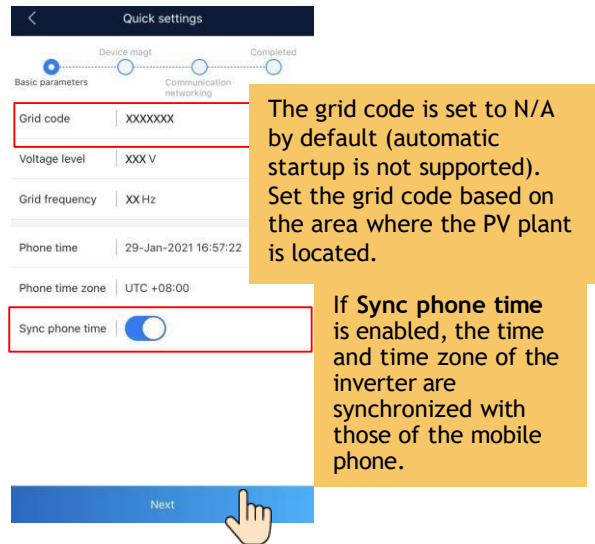 Quick settings
Device magt
Completed
Basic parameters
Communication
networking
Grid code
XXXXXXX
Voltage level
XXX V
Grid frequency
XX Hz
Phone time
29-Jan-2021 16:57:22
Phone time zone
UTC +08:00
Sync phone time
Next
The grid code is set to N/A
by default (automatic
startup is not supported).
Set the grid code based on
the area where the PV plant
is located.
If Sync phone time
is enabled, the time
and time zone of the
inverter are
synchronized with
those of the mobile
phone.